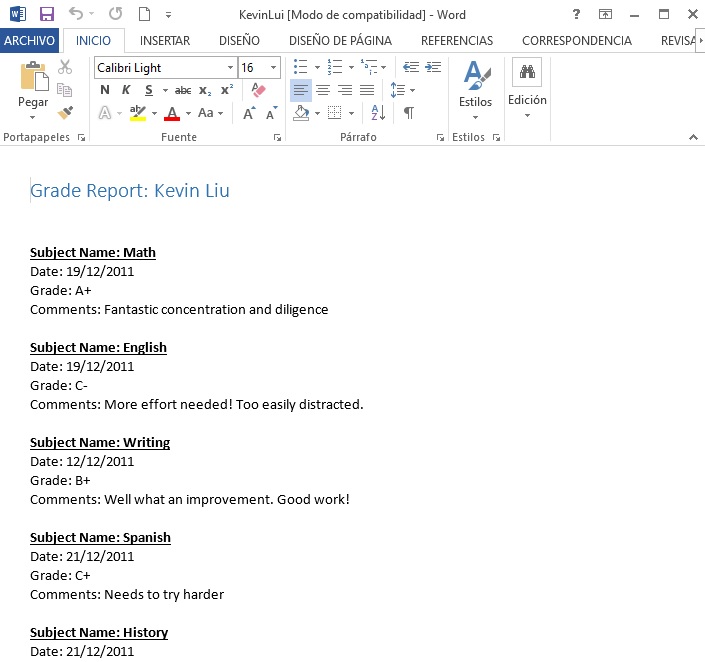 KevinLui [Modo de compatibilidad] - Word
ARCHIVO INICIO INSERTAR DISEÑO DISEÑO DE PÁGINA REFERENCIAS CORRESPONDENCIA REVISA
Calibri Light 16
Pegar
N K S abc x₂ x²
A aby A Aa A A
Estilos
Edición
Portapapeles Fuente Párrafo Estilos
Grade Report: Kevin Liu
Subject Name: Math
Date: 19/12/2011
Grade: A+
Comments: Fantastic concentration and diligence
Subject Name: English
Date: 19/12/2011
Grade: C-
Comments: More effort needed! Too easily distracted.
Subject Name: Writing
Date: 12/12/2011
Grade: B+
Comments: Well what an improvement. Good work!
Subject Name: Spanish
Date: 21/12/2011
Grade: C+
Comments: Needs to try harder
Subject Name: History
Date: 21/12/2011